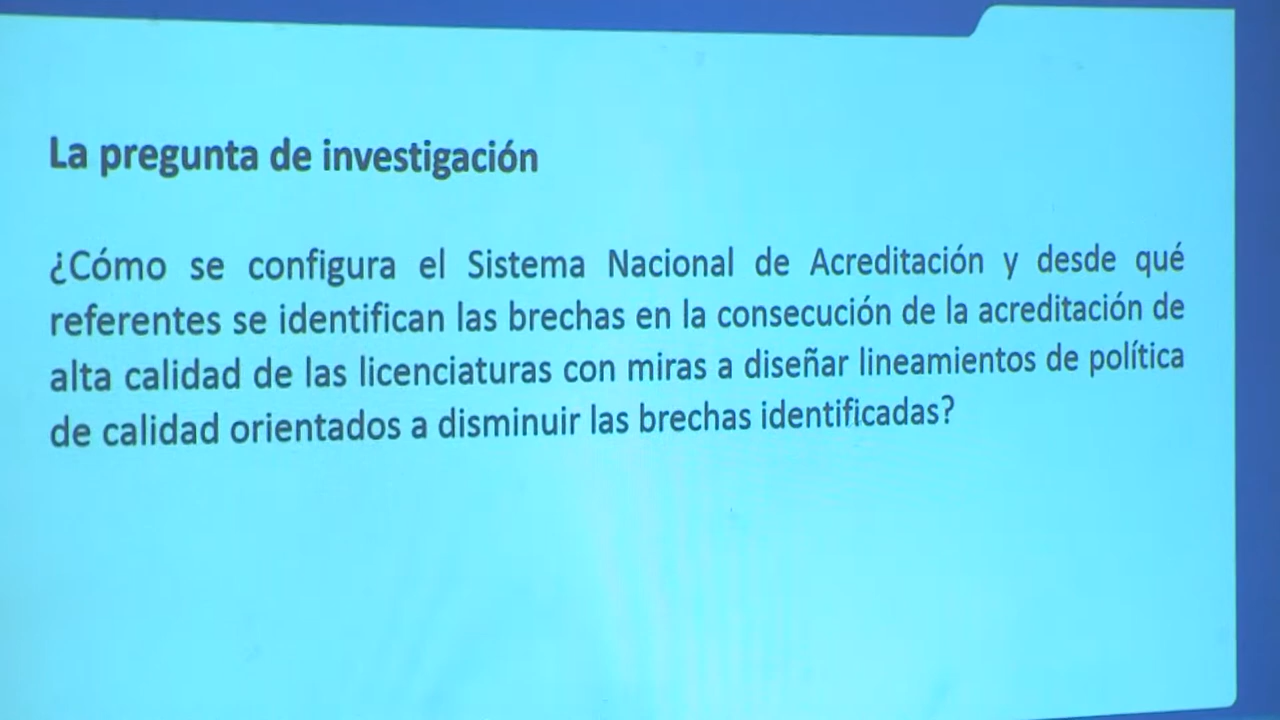 La pregunta de investigación
¿Cómo se configura el Sistema Nacional de Acreditación y desde qué
referentes se identifican las brechas en la consecución de la acreditación de
alta calidad de las licenciaturas con miras a diseñar lineamientos de política
de calidad orientados a disminuir las brechas identificadas?